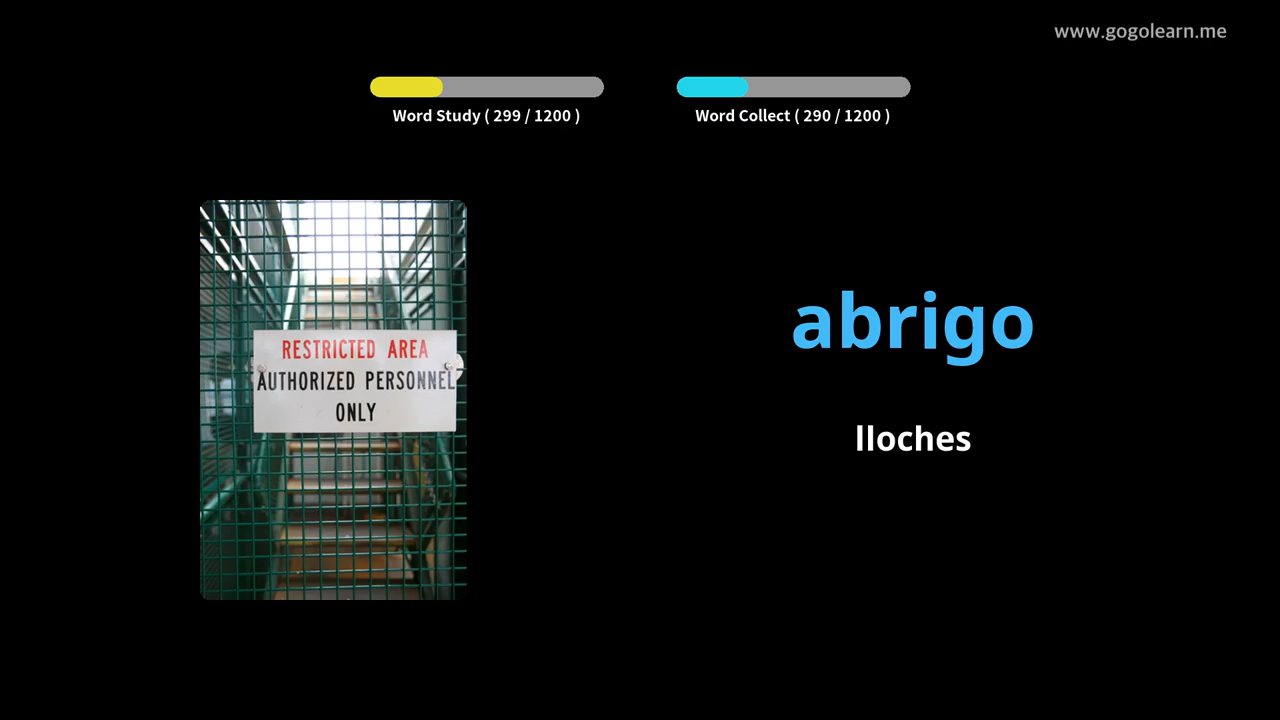 www.gogolearn.me
Word Study ( 299 / 1200 )
Word Collect ( 290 / 1200 )
RESTRICTED AREA
AUTHORIZED PERSONNEL
ONLY
abrigo
lloches